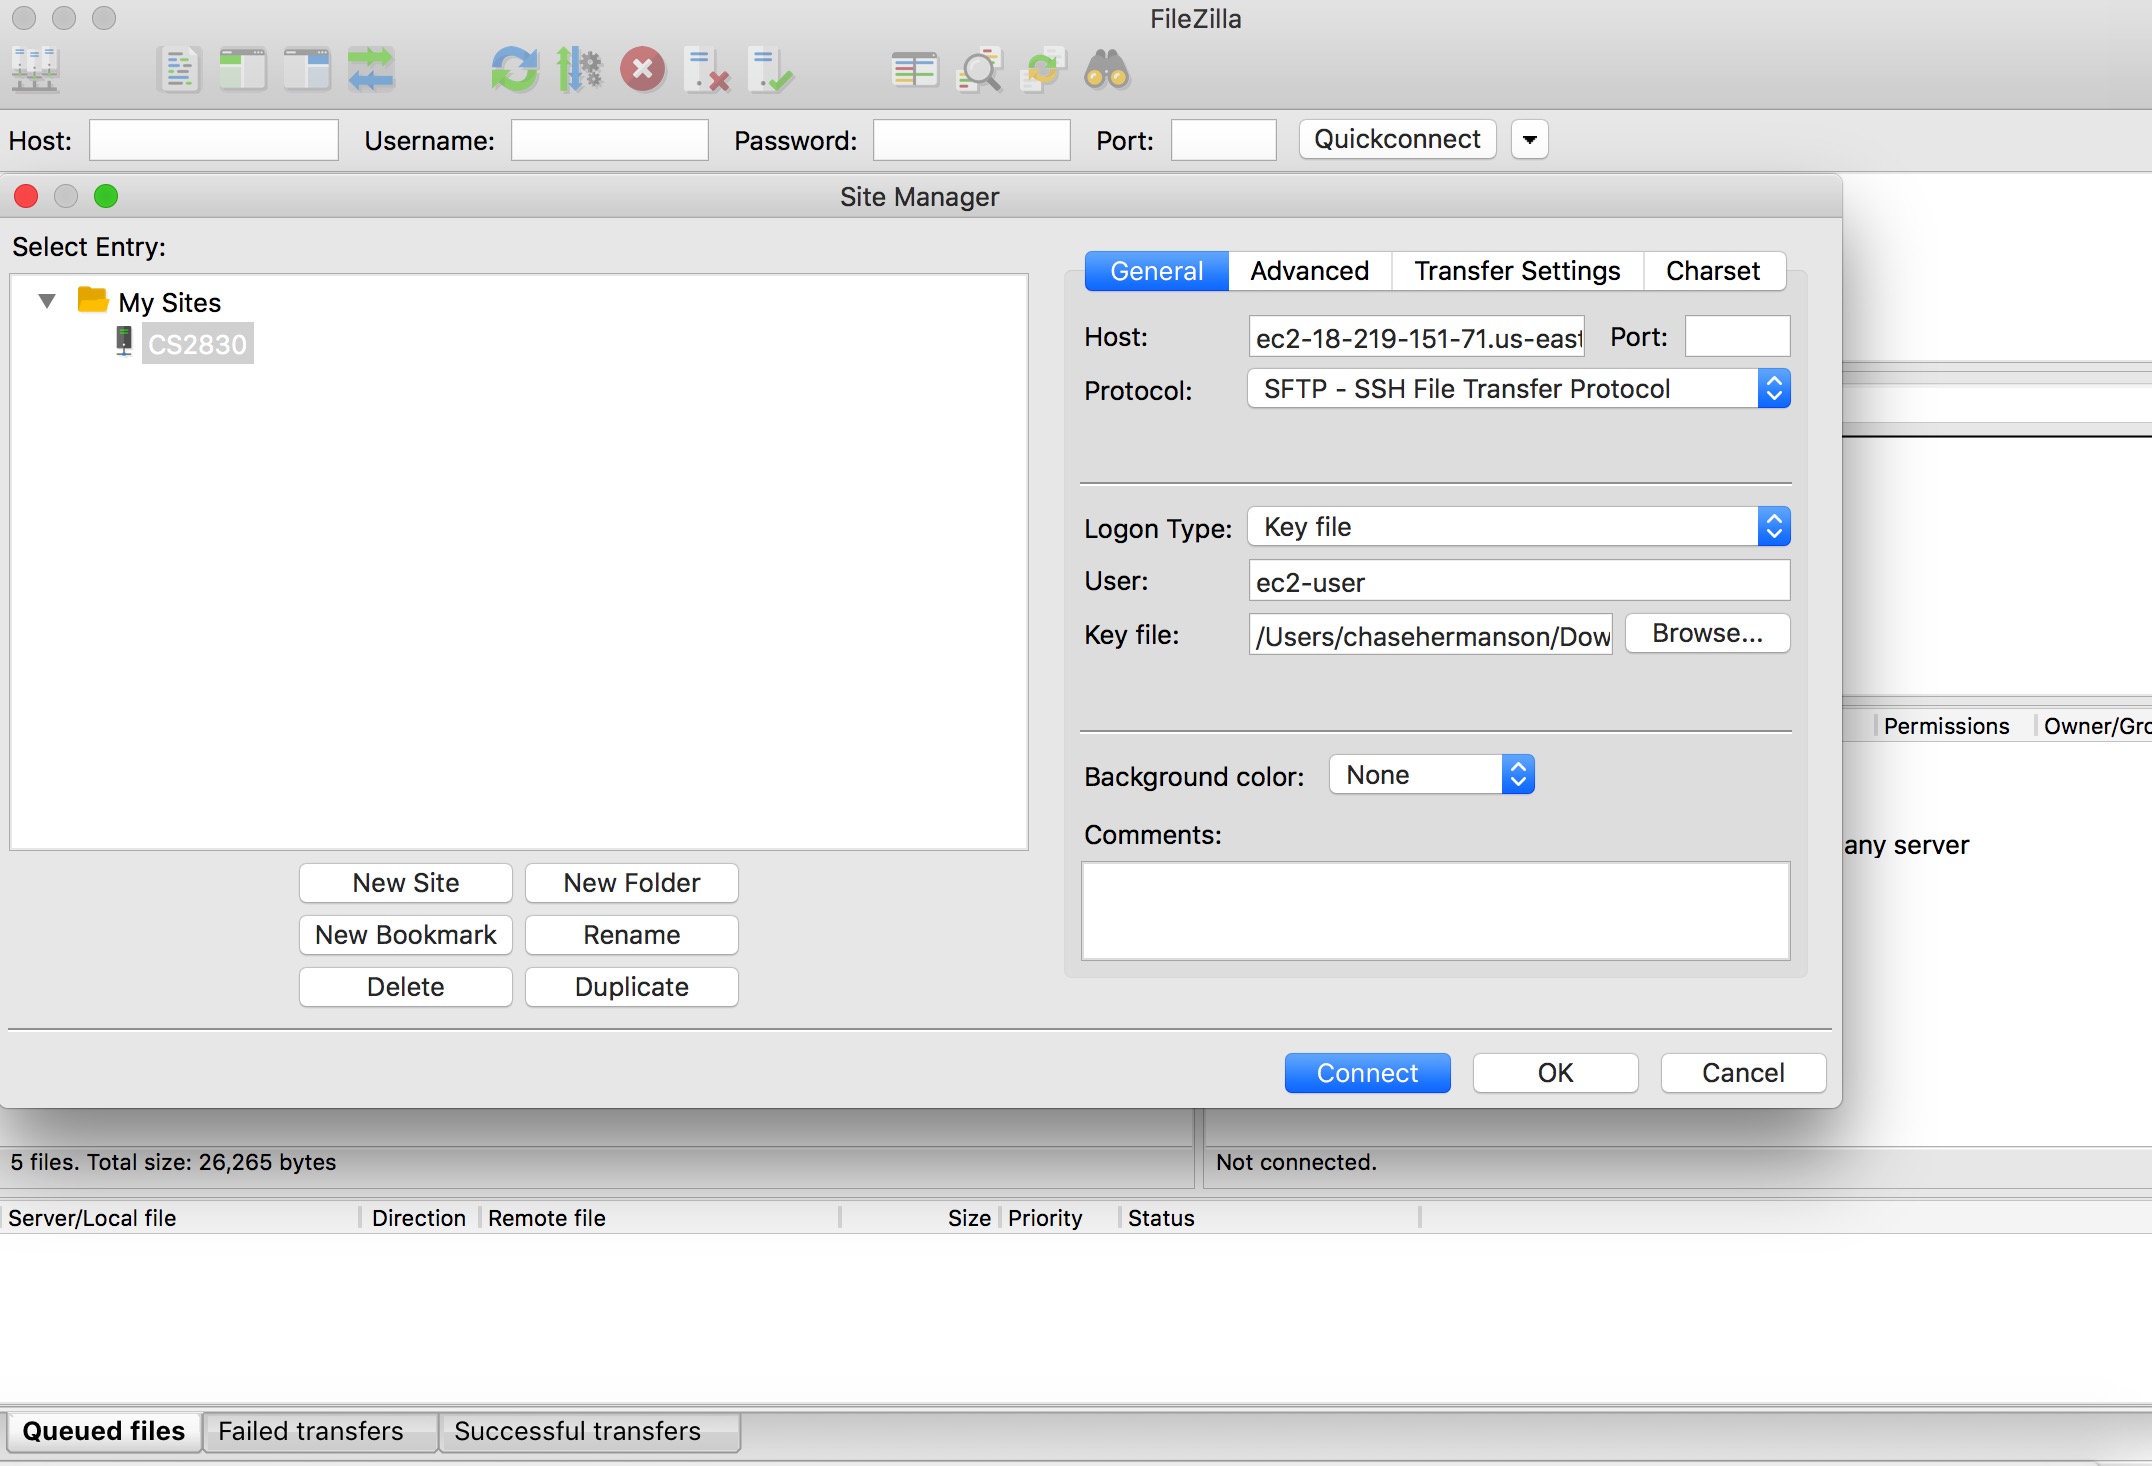 FileZilla
Host: Username: Password: Port: Quickconnect
Site Manager
Select Entry:
My Sites
CS2830
General Advanced Transfer Settings Charset
Host: ec2-18-219-151-71.us-east Port:
Protocol: SFTP - SSH File Transfer Protocol
Logon Type: Key file
User: ec2-user
Key file: /Users/chasehermanson/Dow Browse...
Background color: None
Comments:
New Site New Folder
New Bookmark Rename
Delete Duplicate
Connect OK Cancel
Permissions Owner/Gro
any server
5 files. Total size: 26,265 bytes
Not connected.
Server/Local file Direction Remote file Size Priority Status
Queued files Failed transfers Successful transfers